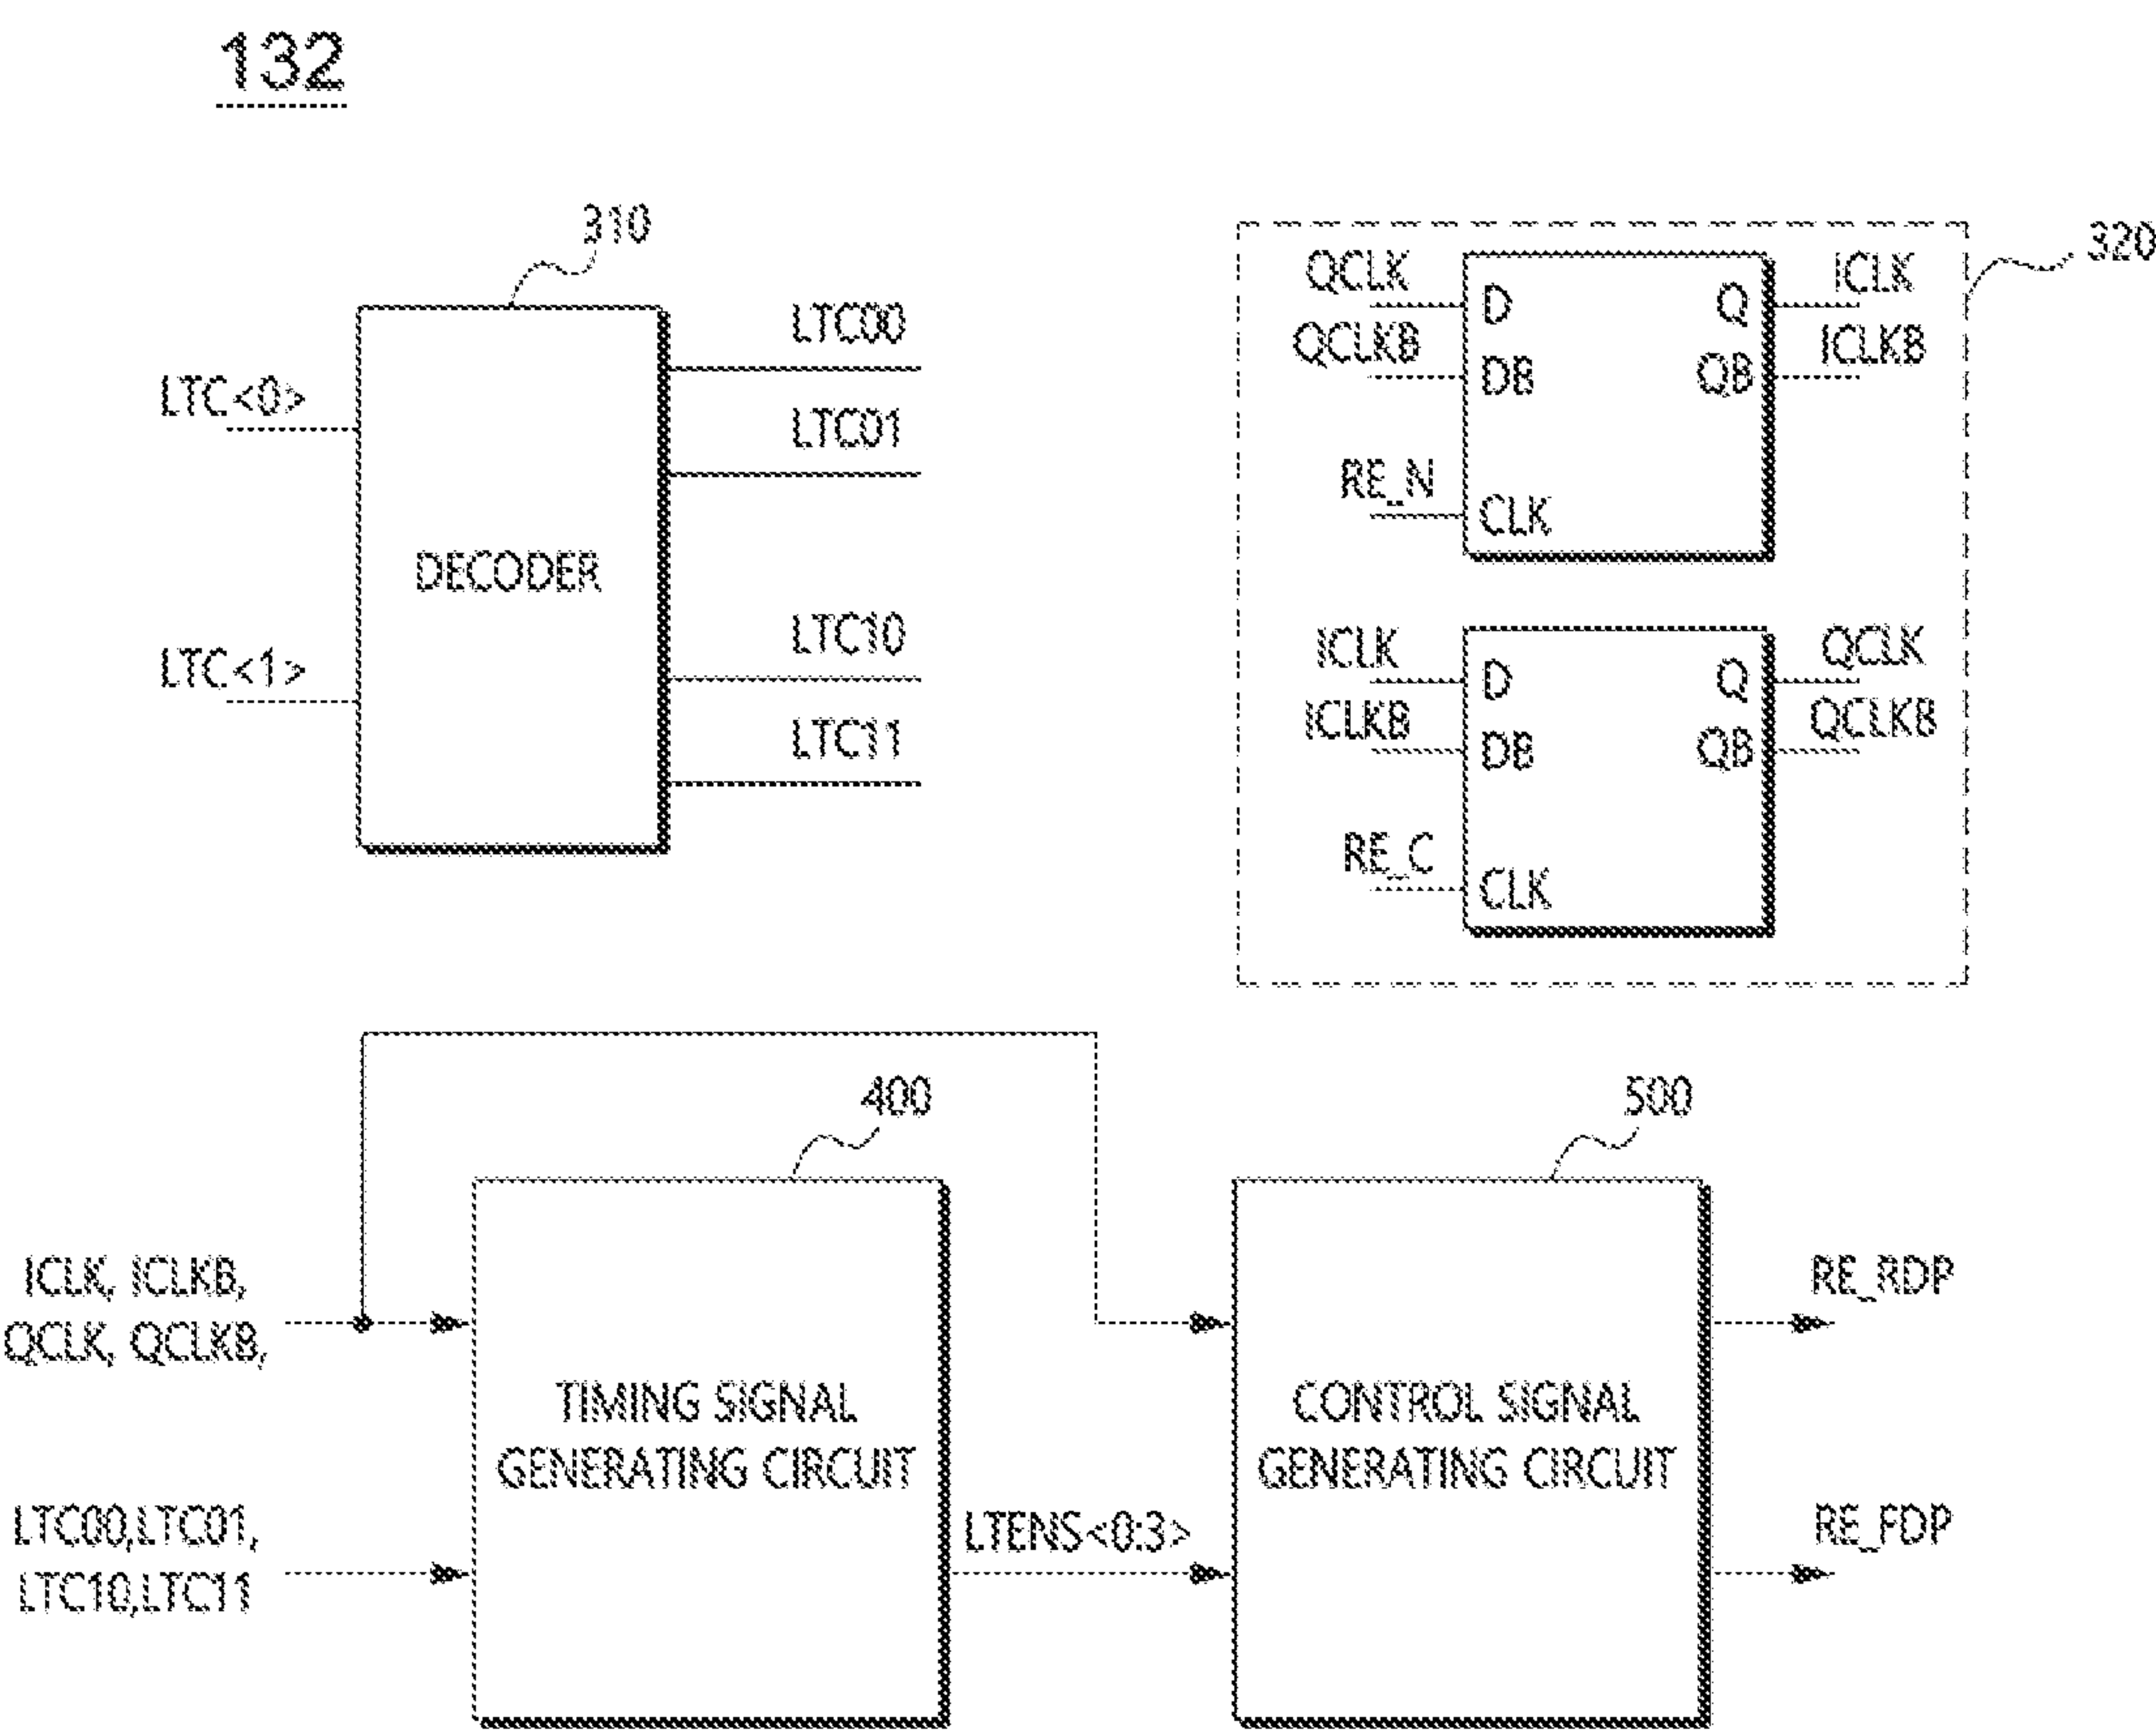 132
310
LTC<0>
LTC<1>
DECODER
LTC00
LTC01
LTC10
LTC11
320
QCLK
QCLKB
RE_N
D
DB
CLK
Q
QB
ICLK
ICLKB
ICLK
ICLKB
RE_C
D
DB
CLK
Q
QB
QCLK
QCLKB
400
500
ICLK, ICLKB,
QCLK, QCLKB,
LTC00,LTC01,
LTC10,LTC11
TIMING SIGNAL
GENERATING CIRCUIT
LTENS<0:3>
CONTROL SIGNAL
GENERATING CIRCUIT
RE_RDP
RE_FDP